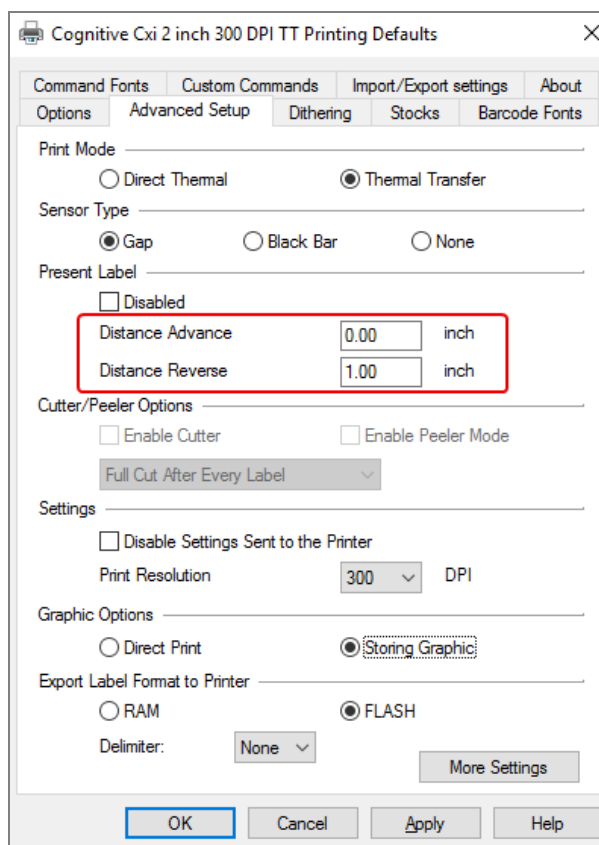 Cognitive Cxi 2 inch 300 DPI TT Printing Defaults
Command Fonts Custom Commands Import/Export settings About
Options Advanced Setup Dithering Stocks Barcode Fonts
Print Mode
Direct Thermal Thermal Transfer
Sensor Type
Gap Black Bar None
Present Label
Disabled
Distance Advance 0.00 inch
Distance Reverse 1.00 inch
Cutter/Peeler Options
Enable Cutter Enable Peeler Mode
Full Cut After Every Label
Settings
Disable Settings Sent to the Printer
Print Resolution 300 DPI
Graphic Options
Direct Print Storing Graphic
Export Label Format to Printer
RAM FLASH
Delimiter: None
More Settings
OK Cancel Apply Help